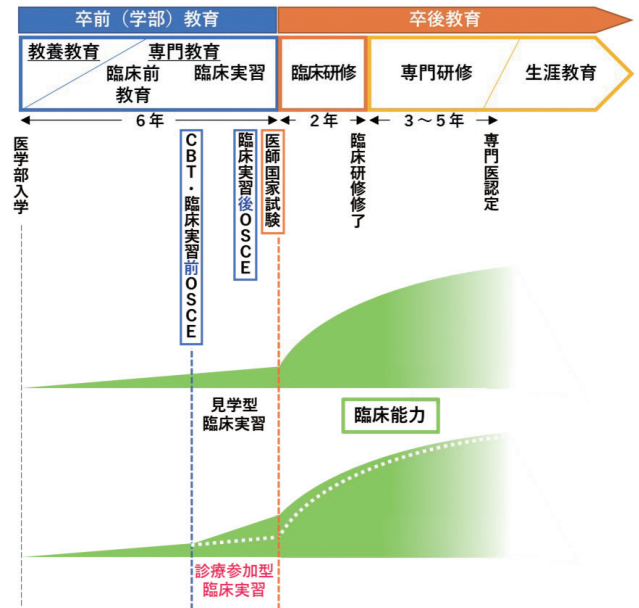 卒前（学部）教育
卒後教育
教養教育
専門教育
臨床前
教育
臨床実習
臨床研修
専門研修
生涯教育
6年
2年
3〜5年
医学部入学
CBT・臨床実習前OSCE
臨床実習後OSCE
医師国家試験
臨床研修修了
専門医認定
見学型
臨床実習
臨床能力
診療参加型
臨床実習